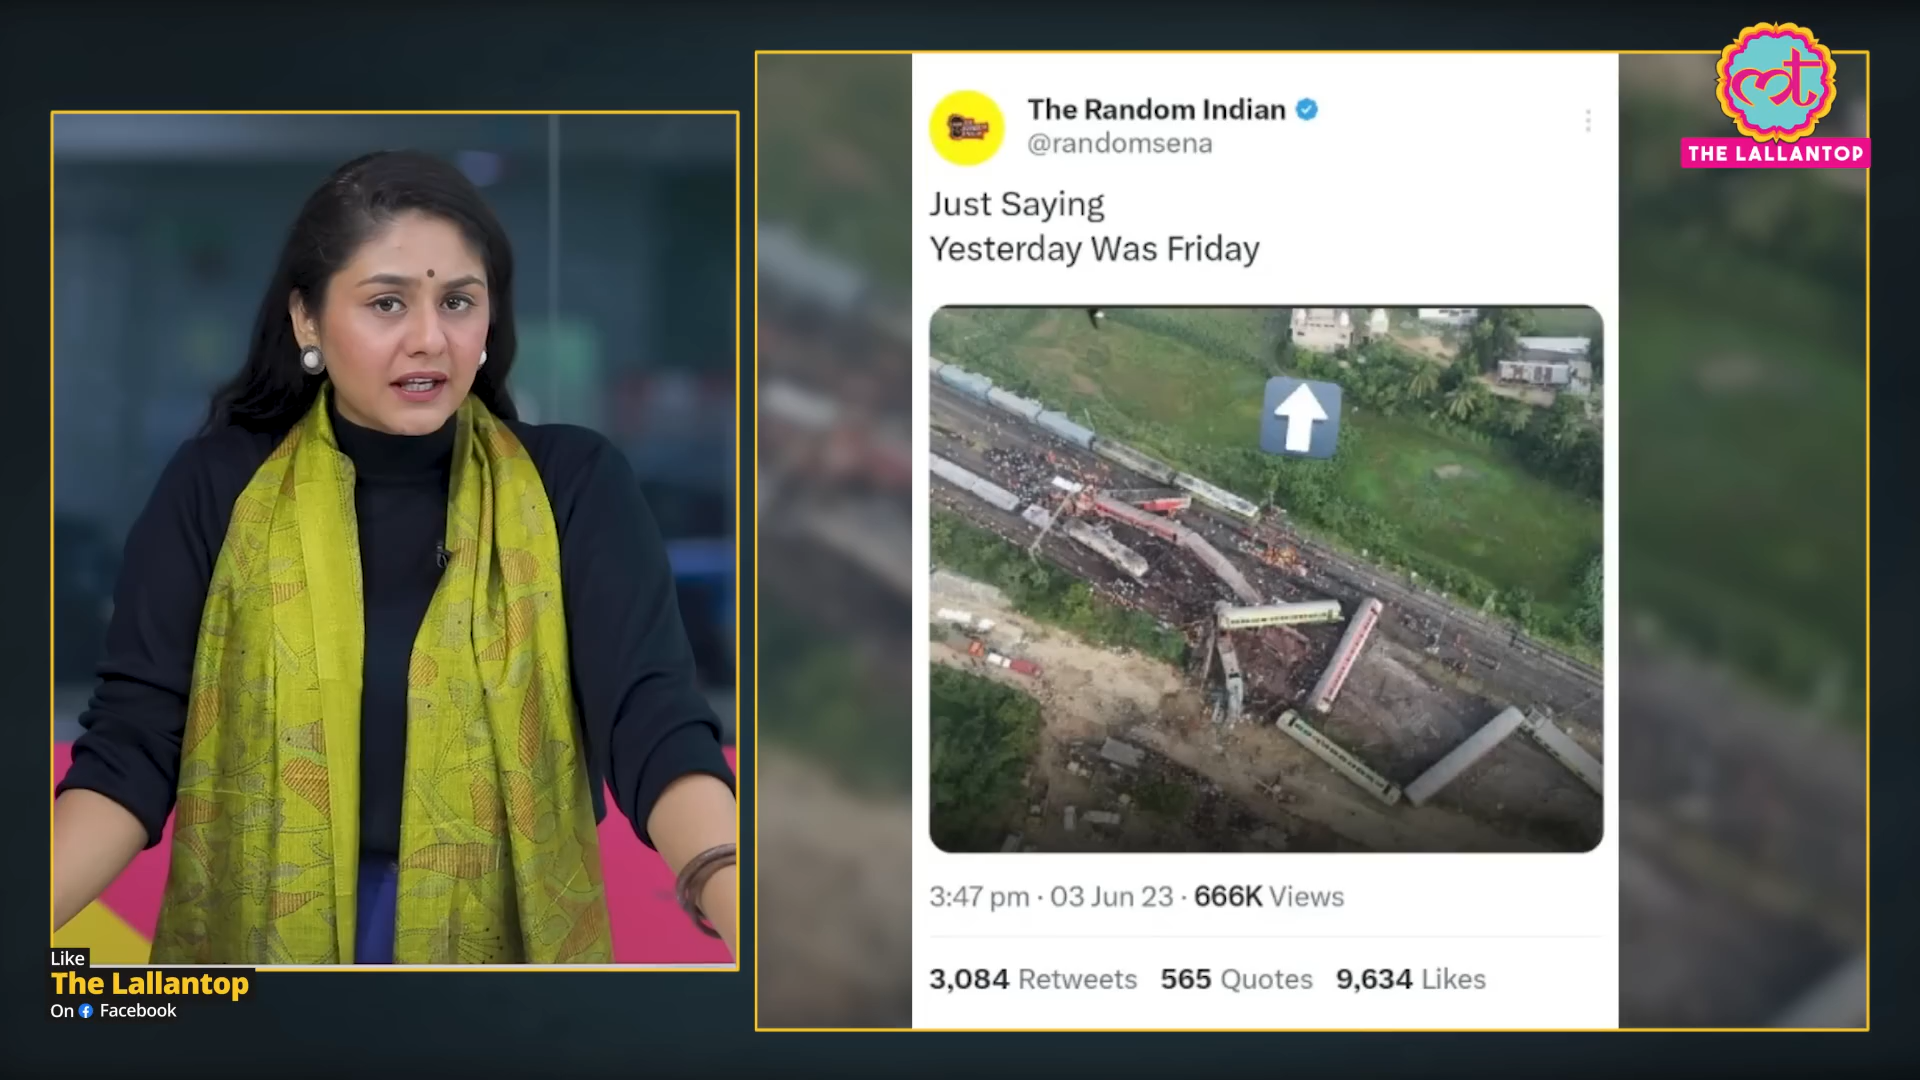 THE LALLANTOP
The Random Indian
@randomsena
Just Saying
Yesterday Was Friday
3:47 pm · 03 Jun 23 · 666K Views
3,084 Retweets 565 Quotes 9,634 Likes
Like
The Lallantop
On Facebook